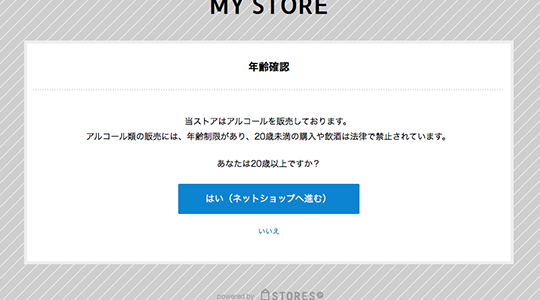 MY STORE
年齢確認
当ストアはアルコールを販売しております。
アルコール類の販売には、年齢制限があり、20歳未満の購入や飲酒は法律で禁止されています。
あなたは20歳以上ですか？
はい（ネットショップへ進む）
いいえ
powered by STORES.jp